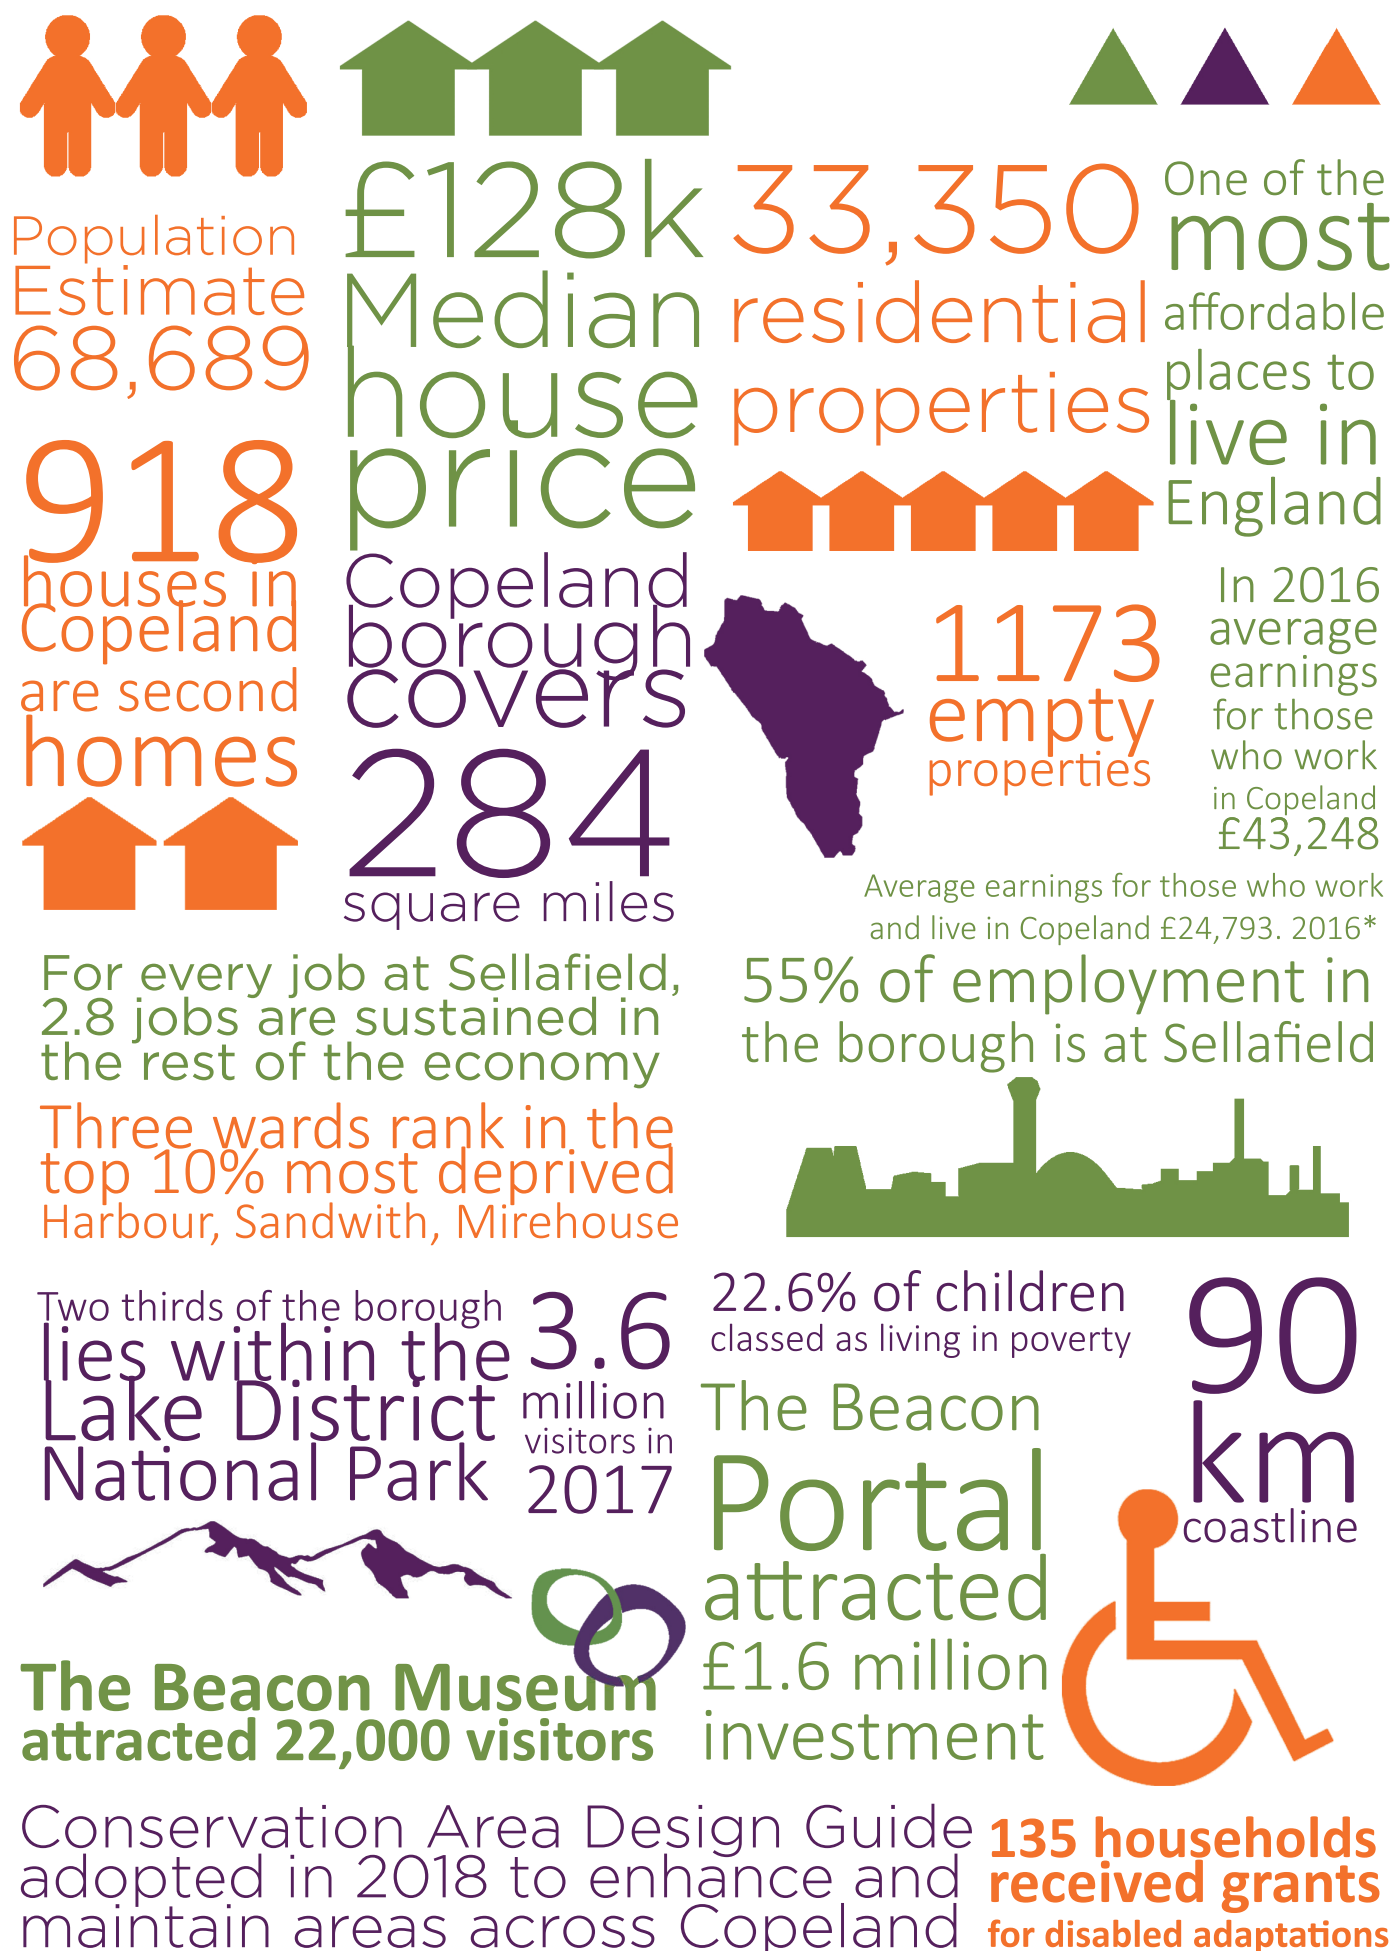 Population
Estimate
68,689
918
houses in
Copeland
are second
homes
£128k
Median
house
price
Copeland
borough
covers
284
square miles
33,350
residential
properties
1173
empty
properties
One of the
most
affordable
places to
live in
England
In 2016
average
earnings
for those
who work
in Copeland
£43,248
Average earnings for those who work
and live in Copeland £24,793. 2016*
For every job at Sellafield,
2.8 jobs are sustained in
the rest of the economy
55% of employment in
the borough is at Sellafield
Three wards rank in the
top 10% most deprived
Harbour, Sandwith, Mirehouse
Two thirds of the borough
lies within the
Lake District
National Park
3.6
million
visitors in
2017
22.6% of children
classed as living in poverty
90
km
coastline
The Beacon
Portal
attracted
£1.6 million
investment
The Beacon Museum
attracted 22,000 visitors
Conservation Area Design Guide
adopted in 2018 to enhance and
maintain areas across Copeland
135 households
received grants
for disabled adaptations